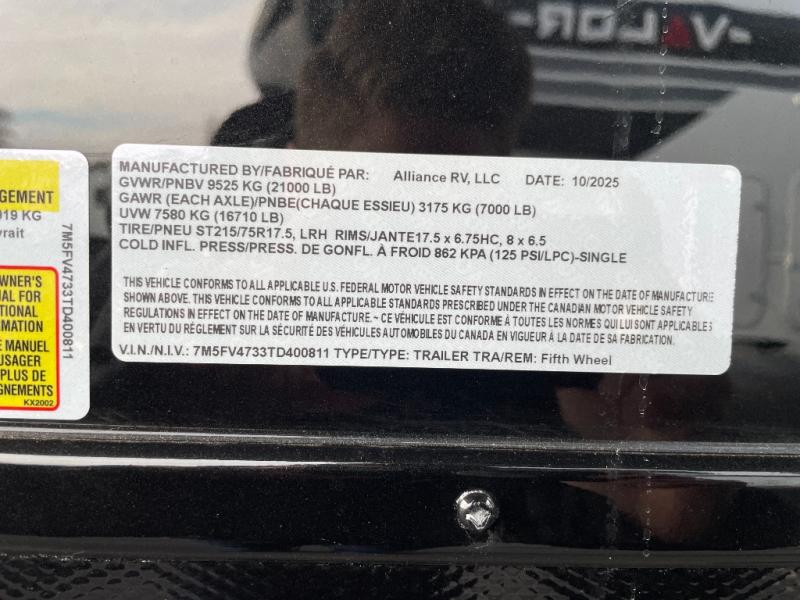 -VALOR-
MANUFACTURED BY/FABRIQUÉ PAR: Alliance RV, LLC DATE: 10/2025
GVWR/PNBV 9525 KG (21000 LB)
GAWR (EACH AXLE)/PNBE(CHAQUE ESSIEU) 3175 KG (7000 LB)
UVW 7580 KG (16710 LB)
TIRE/PNEU ST215/75R17.5, LRH RIMS/JANTE17.5 x 6.75HC, 8 x 6.5
COLD INFL. PRESS/PRESS. DE GONFL. À FROID 862 KPA (125 PSI/LPC)-SINGLE
THIS VEHICLE CONFORMS TO ALL APPLICABLE U.S. FEDERAL MOTOR VEHICLE SAFETY STANDARDS IN EFFECT ON THE DATE OF MANUFACTURE
SHOWN ABOVE. THIS VEHICLE CONFORMS TO ALL APPLICABLE STANDARDS PRESCRIBED UNDER THE CANADIAN MOTOR VEHICLE SAFETY
REGULATIONS IN EFFECT ON THE DATE OF MANUFACTURE.~ CE VÉHICULE EST CONFORME À TOUTES LES NORMES QUI LUI SONT APPLICABLES
EN VERTU DU RÈGLEMENT SUR LA SÉCURITÉ DES VÉHICULES AUTOMOBILES DU CANADA EN VIGUEUR À LA DATE DE SA FABRICATION.
V.I.N./N.I.V.: 7M5FV4733TD400811 TYPE/TYPE: TRAILER TRA/REM: Fifth Wheel
GEMENT
019 KG
vrait
7M5FV4733TD400811
OWNER'S
UAL FOR
TIONAL
RMATION
E MANUEL
USAGER
PLUS DE
GNEMENTS
KX2002